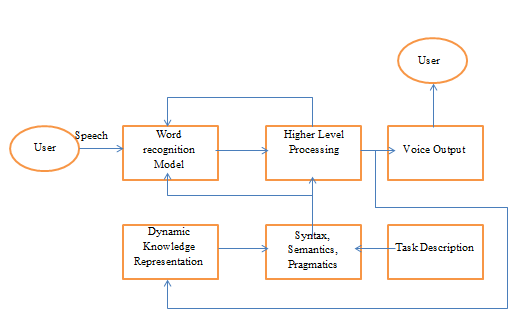 User
Speech
User
Word
recognition
Model
Higher Level
Processing
Voice Output
Dynamic
Knowledge
Representation
Syntax,
Semantics,
Pragmatics
Task Description